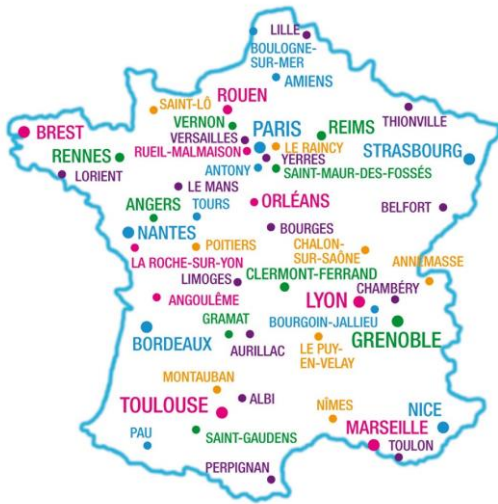 LILLE
BOULOGNE-
SUR-MER
AMIENS
SAINT-LÔ
ROUEN
THIONVILLE
VERNON
VERSAILLES
PARIS
REIMS
BREST
RUEIL-MALMAISON
LE RAINCY
STRASBOURG
RENNES
YERRES
ANTONY
SAINT-MAUR-DES-FOSSÉS
LORIENT
LE MANS
ANGERS
TOURS
ORLÉANS
BELFORT
NANTES
BOURGES
POITIERS
CHALON-
SUR-SAÔNE
LA ROCHE-SUR-YON
ANNEMASSE
LIMOGES
CLERMONT-FERRAND
CHAMBÉRY
ANGOULÊME
LYON
GRAMAT
BOURGOIN-JALLIEU
BORDEAUX
AURILLAC
LE PUY-
EN-VELAY
GRENOBLE
MONTAUBAN
TOULOUSE
ALBI
NÎMES
NICE
PAU
SAINT-GAUDENS
MARSEILLE
TOULON
PERPIGNAN